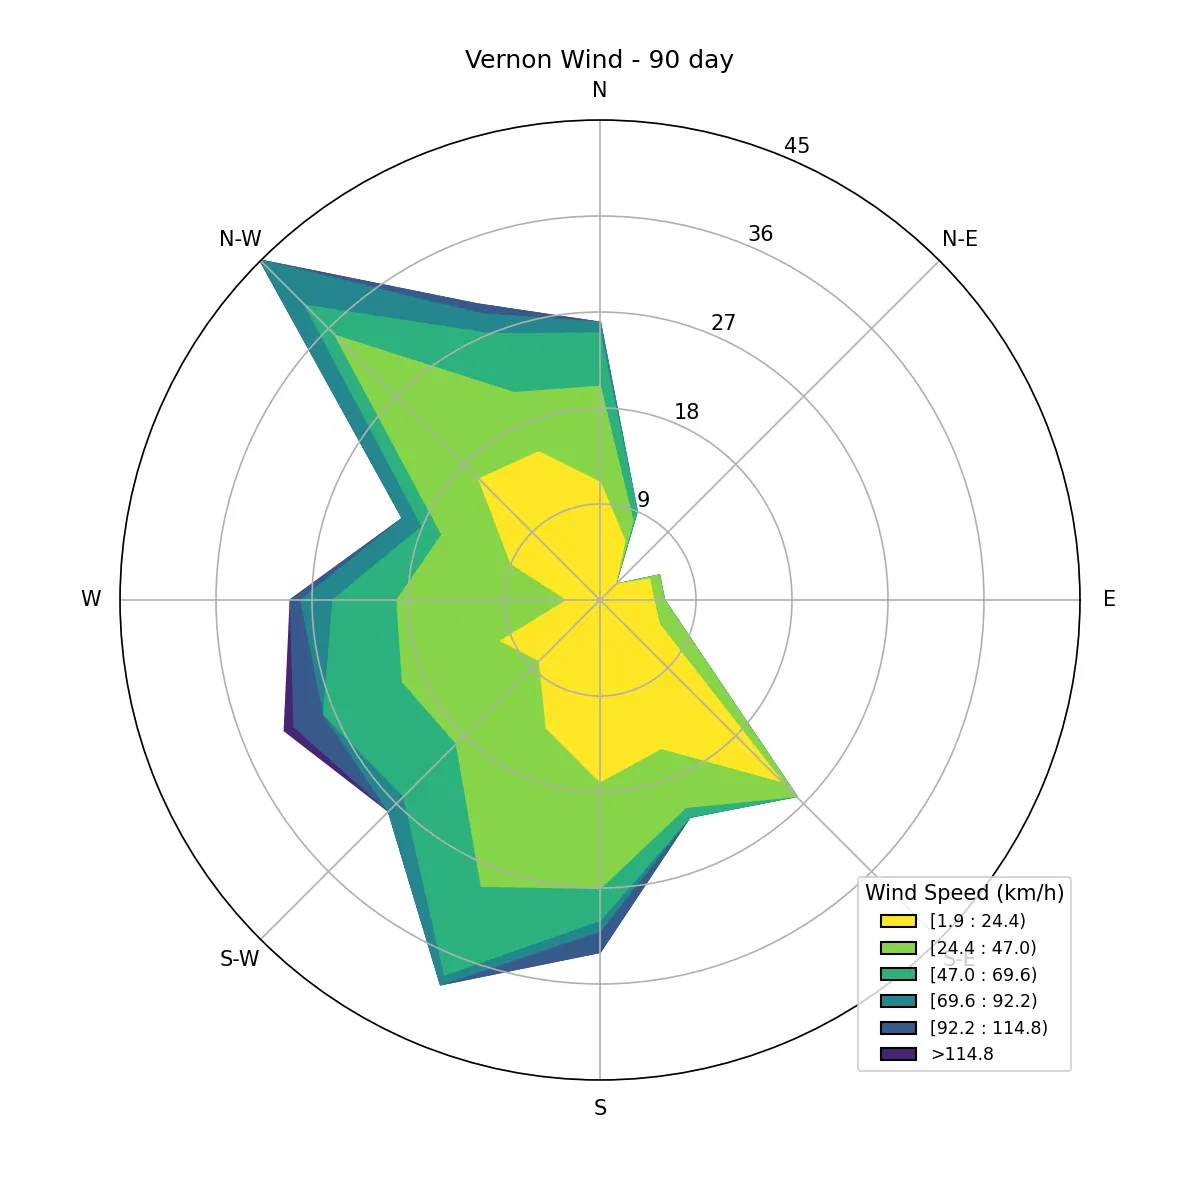 Vernon Wind - 90 day
N
45
N-W
36
N-E
27
18
9
W
E
Wind Speed (km/h)
[1.9 : 24.4)
[24.4 : 47.0)
S-W
S-E
[47.0 : 69.6)
[69.6 : 92.2)
[92.2 : 114.8)
>114.8
S